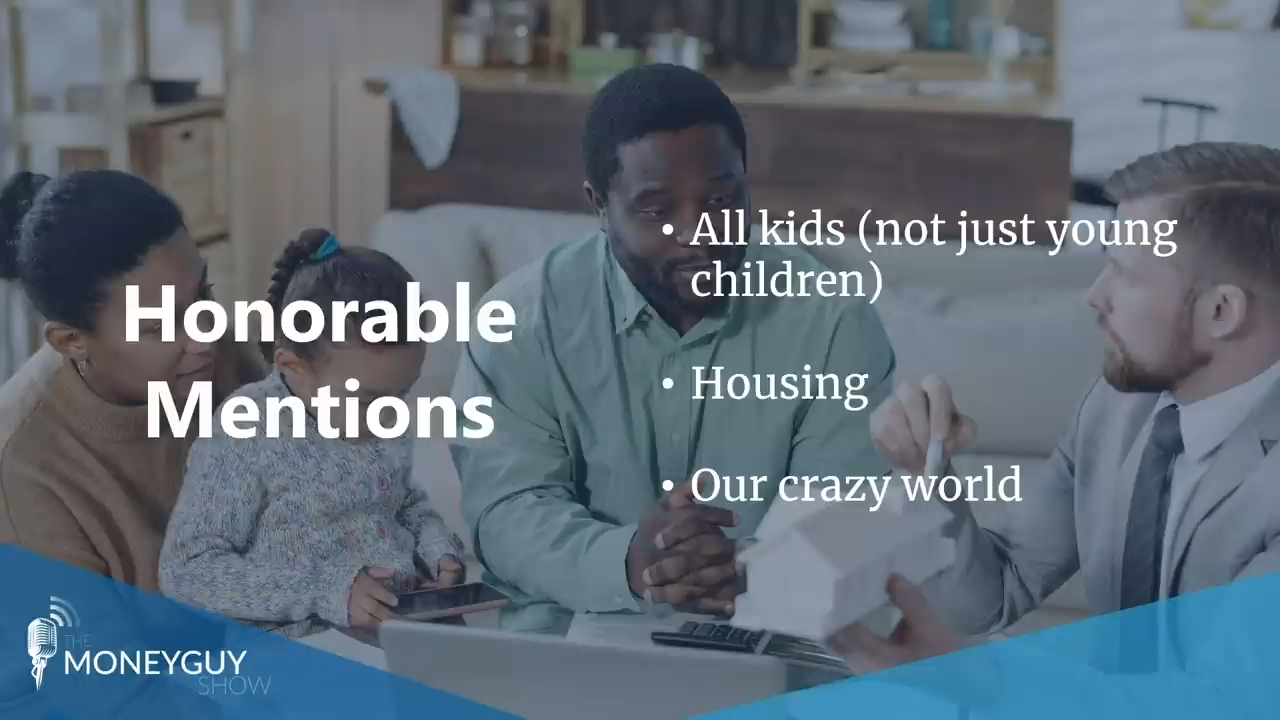 Honorable
Mentions
• All kids (not just young
children)
• Housing
• Our crazy world
THE
MONEYGUY
SHOW